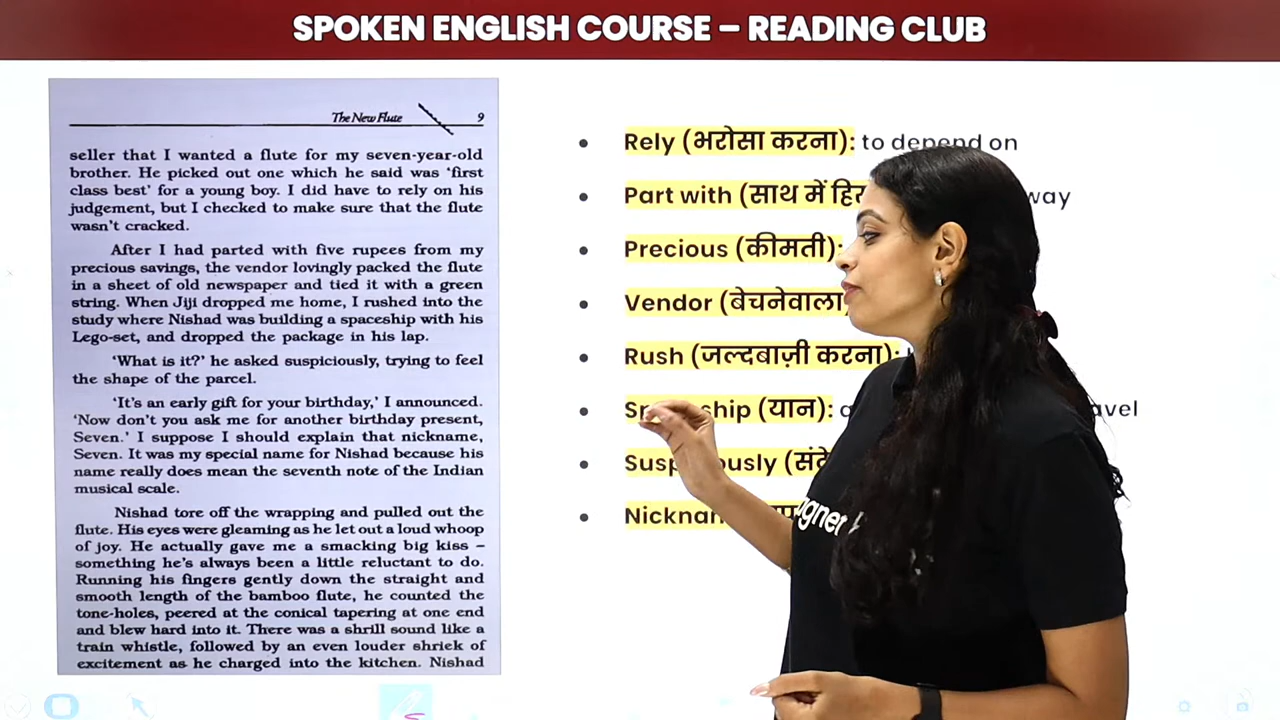 SPOKEN ENGLISH COURSE – READING CLUB
The New Flute 9
seller that I wanted a flute for my seven-year-old
brother. He picked out one which he said was ‘first
class best’ for a young boy. I did have to rely on his
judgement, but I checked to make sure that the flute
wasn’t cracked.
After I had parted with five rupees from my
precious savings, the vendor lovingly packed the flute
in a sheet of old newspaper and tied it with a green
string. When Jiji dropped me home, I rushed into the
study where Nishad was building a spaceship with his
Lego-set, and dropped the package in his lap.
‘What is it?’ he asked suspiciously, trying to feel
the shape of the parcel.
‘It’s an early gift for your birthday,’ I announced.
‘Now don’t you ask me for another birthday present,
Seven.’ I suppose I should explain that nickname,
Seven. It was my special name for Nishad because his
name really does mean the seventh note of the Indian
musical scale.
Nishad tore off the wrapping and pulled out the
flute. His eyes were gleaming as he let out a loud whoop
of joy. He actually gave me a smacking big kiss –
something he’s always been a little reluctant to do.
Running his fingers gently down the straight and
smooth length of the bamboo flute, he counted the
tone-holes, peered at the conical tapering at one end
and blew hard into it. There was a shrill sound like a
train whistle, followed by an even louder shriek of
excitement as he charged into the kitchen. Nishad
Rely (भरोसा करना): to depend on
Part with (साथ में
Precious (कीमती):
Vendor (बेचनेवाला
Rush (जल्दबाज़ी करना):
(यान):
Nicknam